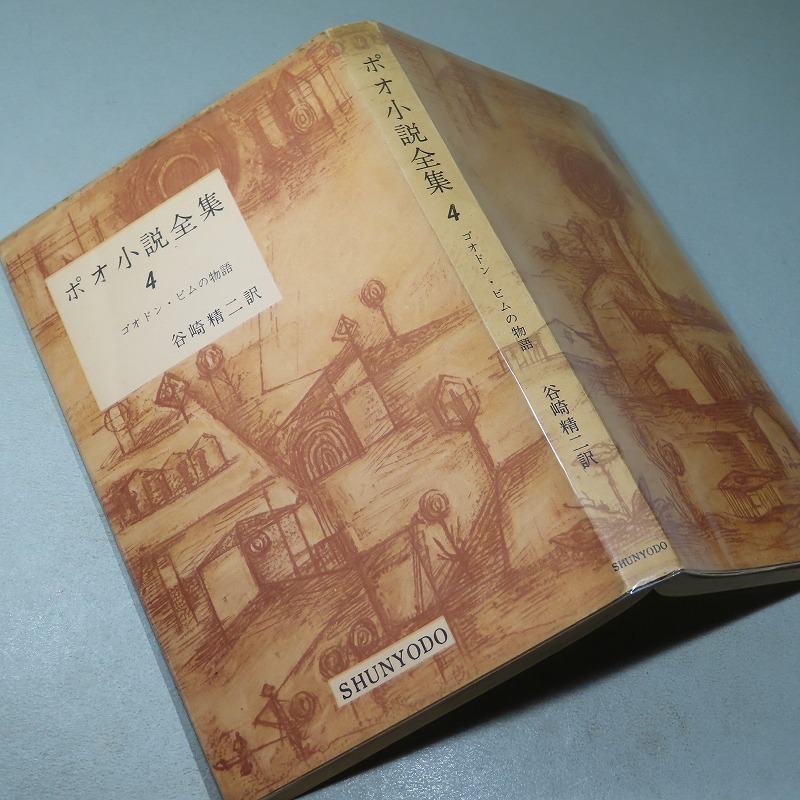 ポオ小説全集
4
ゴオドン・ピムの物語
谷崎精二訳
SHUNYODO
ポオ小説全集 4 ゴオドン・ピムの物語 谷崎精二訳
SHUNYODO